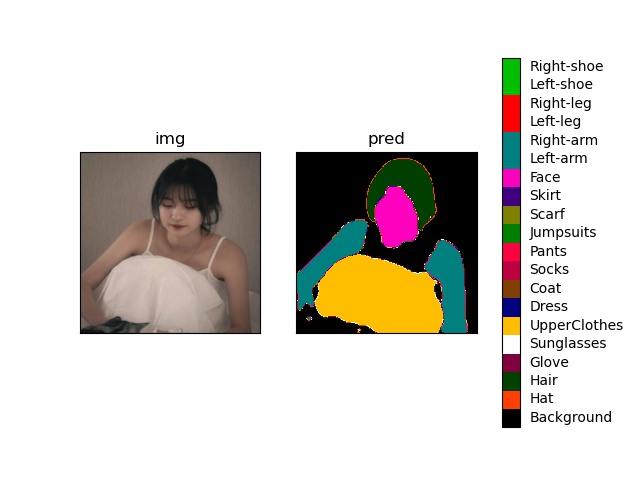 img
pred
Right-shoe
Left-shoe
Right-leg
Left-leg
Right-arm
Left-arm
Face
Skirt
Scarf
Jumpsuits
Pants
Socks
Coat
Dress
UpperClothes
Sunglasses
Glove
Hair
Hat
Background